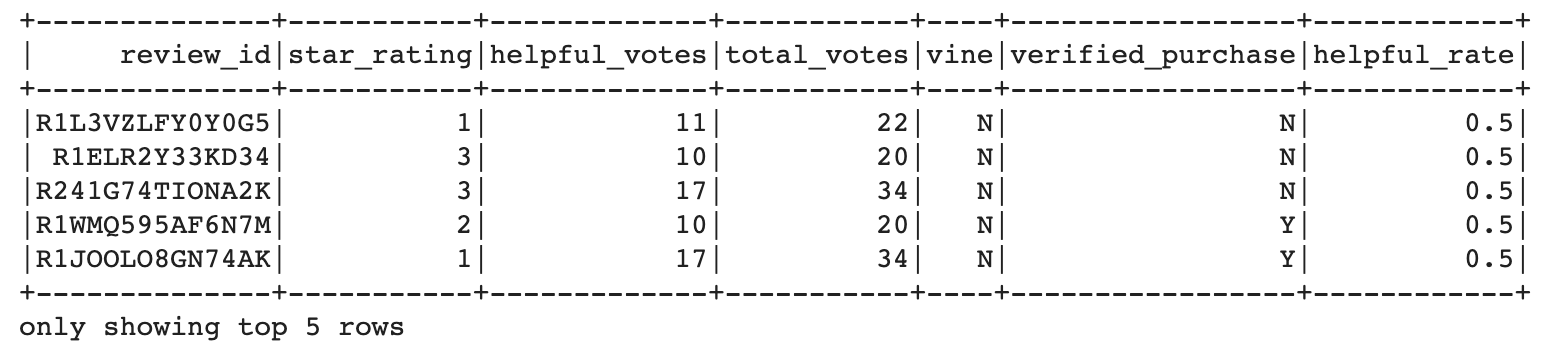 +--------------+-----------+-------------+-----------+----+-----------------+------------+
|     review_id|star_rating|helpful_votes|total_votes|vine|verified_purchase|helpful_rate|
+--------------+-----------+-------------+-----------+----+-----------------+------------+
|R1L3VZLFY0Y0G5|          1|           11|         22|   N|                N|         0.5|
| R1ELR2Y33KD34|          3|           10|         20|   N|                N|         0.5|
|R241G74TIONA2K|          3|           17|         34|   N|                N|         0.5|
|R1WMQ595AF6N7M|          2|           10|         20|   N|                Y|         0.5|
|R1JOOLO8GN74AK|          1|           17|         34|   N|                Y|         0.5|
+--------------+-----------+-------------+-----------+----+-----------------+------------+
only showing top 5 rows